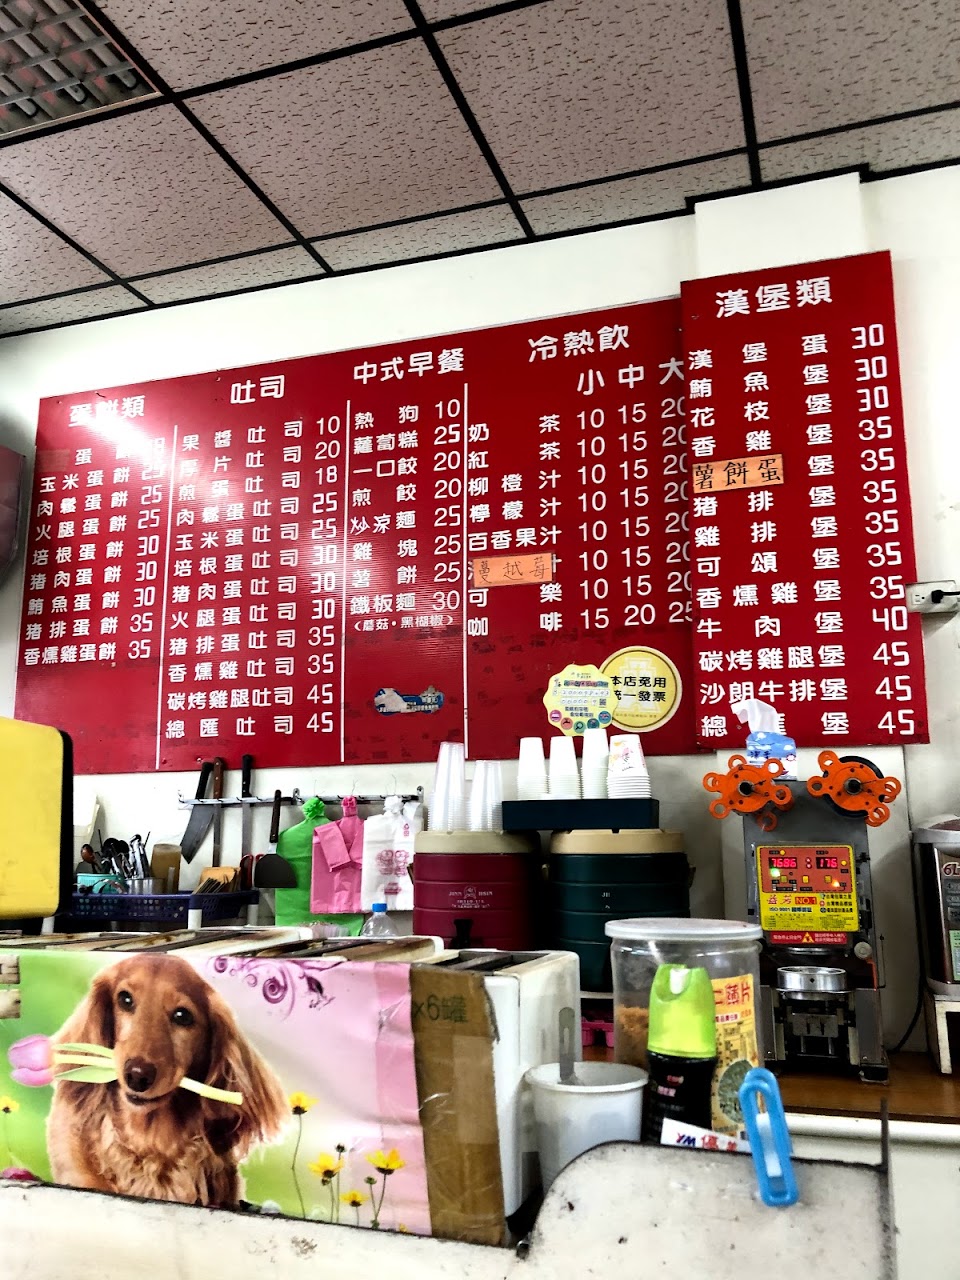 蛋餅類
蛋餅
玉米蛋餅 25
肉鬆蛋餅 25
火腿蛋餅 25
培根蛋餅 30
豬肉蛋餅 30
鮪魚蛋餅 30
豬排蛋餅 35
香燻雞蛋餅 35
吐司
果醬吐司 10
厚片吐司 20
煎蛋吐司 18
肉鬆蛋吐司 25
玉米蛋吐司 25
培根蛋吐司 30
豬肉蛋吐司 30
火腿蛋吐司 30
豬排蛋吐司 35
香燻雞吐司 35
碳烤雞腿吐司 45
總匯吐司 45
中式早餐
熱狗 10
蘿蔔糕 25
一口餃 20
煎餃 20
炒涼麵 25
雞塊 25
薯餅 25
鐵板麵 30
(蘑菇・黑胡椒)
冷熱飲
小 中 大
奶茶 10 15 20
紅茶 10 15 20
柳橙汁 10 15 20
檸檬汁 10 15 20
百香果汁 10 15 20
蔓越莓汁 10 15 20
可樂 10 15 20
咖啡 15 20 25
漢堡類
漢堡蛋 30
鮪魚堡 30
花枝堡 30
香雞堡 35
薯餅蛋堡 35
豬排堡 35
雞排堡 35
可頌堡 35
香燻雞堡 35
牛肉堡 40
碳烤雞腿堡 45
沙朗牛排堡 45
總匯堡 45
本店免用
統一發票
7686 176
益芳 NO.1
ISO 9001
×6罐